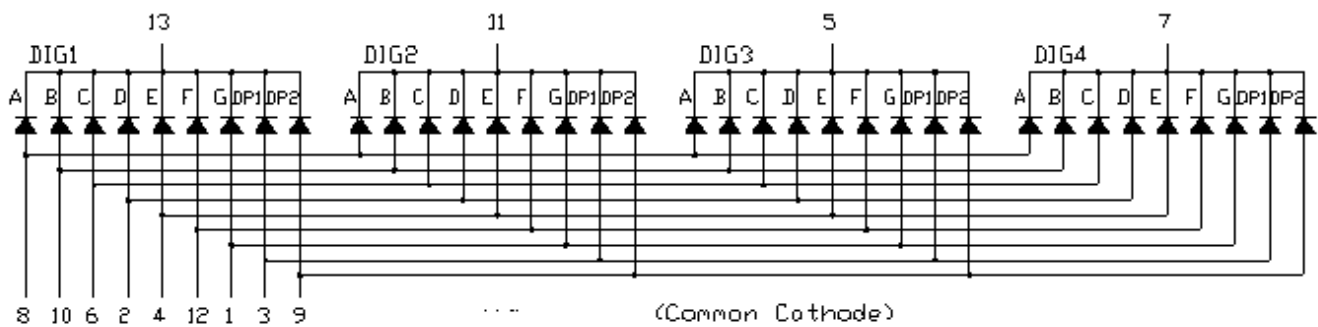 13 11 5 7
DIG1 DIG2 DIG3 DIG4
A B C D E F G DP1 DP2 A B C D E F G DP1 DP2 A B C D E F G DP1 DP2 A B C D E F G DP1 DP2
8 10 6 2 4 12 1 3 9 (Common Cathode)